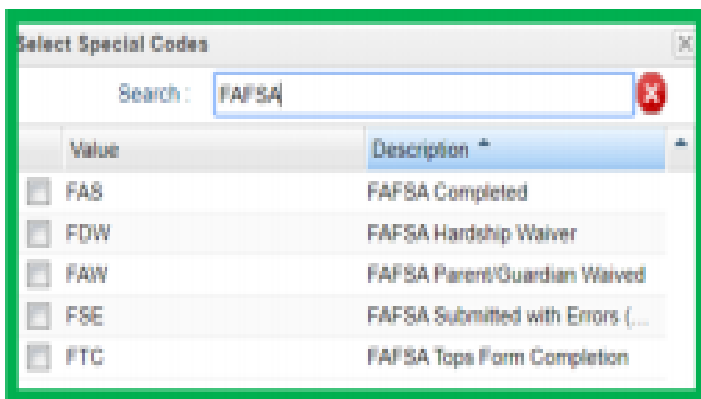 Select Special Codes
Search : FAFSA
Value Description
FAS FAFSA Completed
FDW FAFSA Hardship Waiver
FAW FAFSA Parent/Guardian Waived
FSE FAFSA Submitted with Errors (...
FTC FAFSA Tops Form Completion